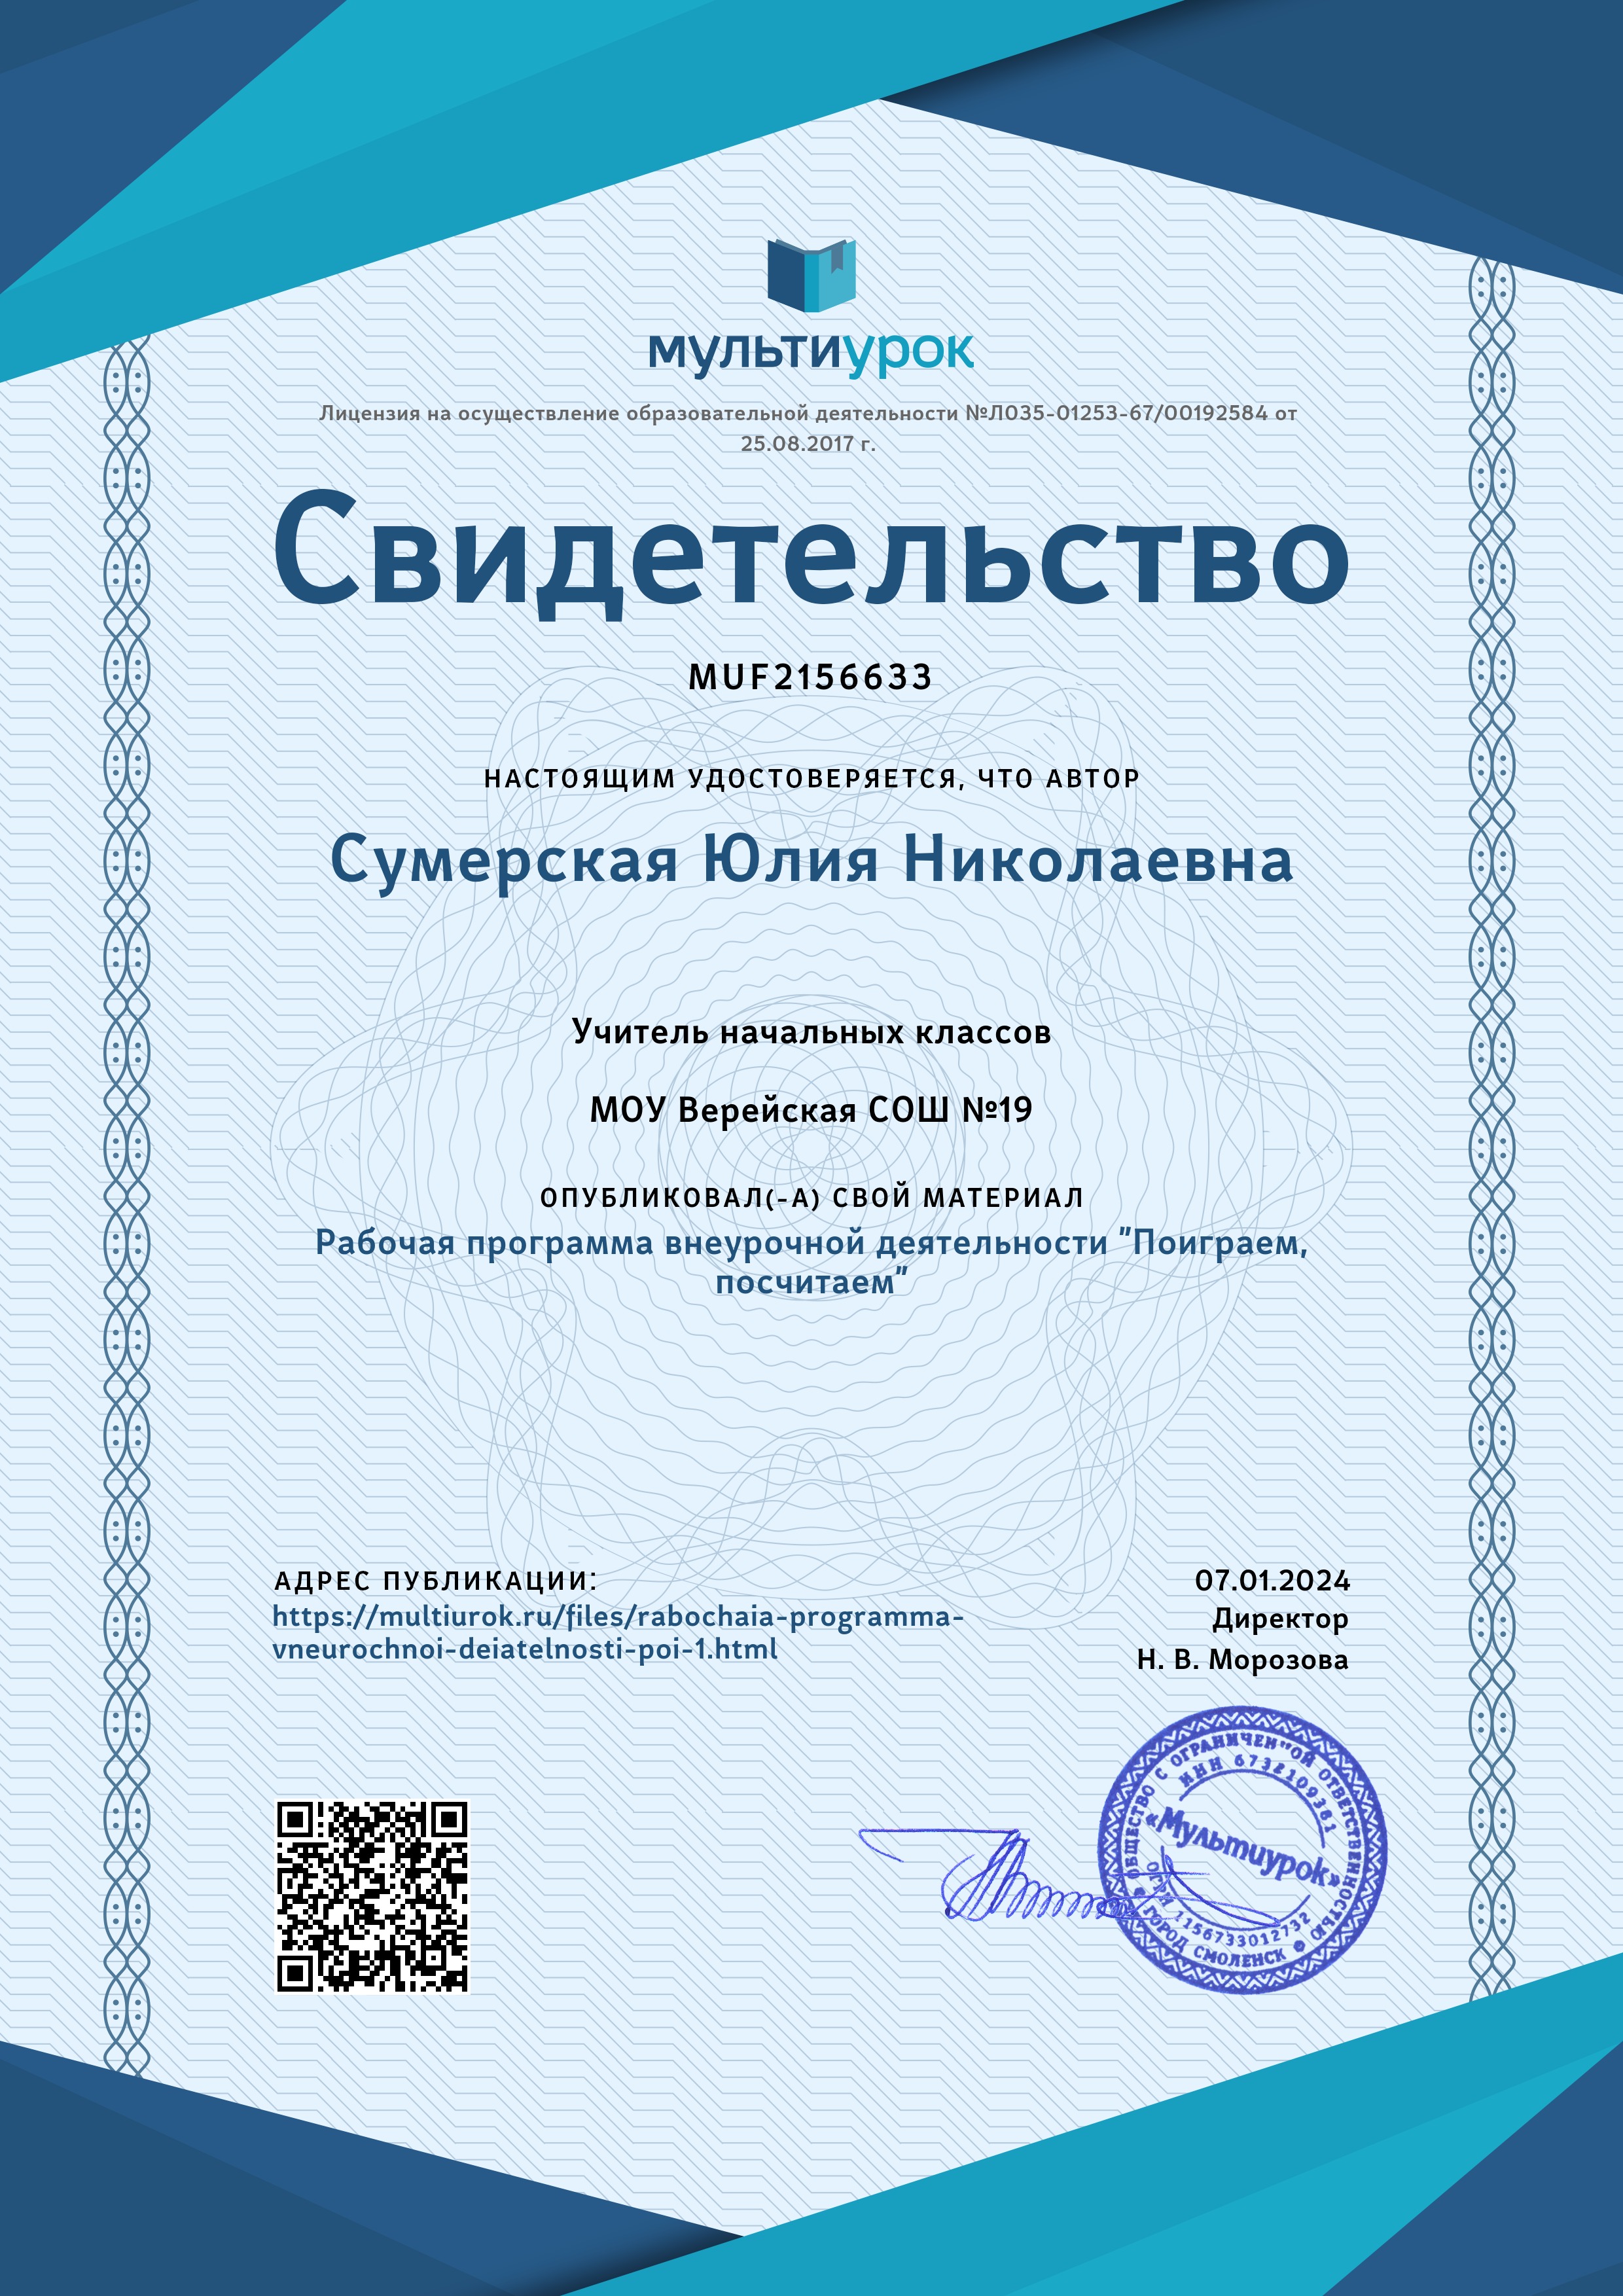 мультиурок
Лицензия на осуществление образовательной деятельности №Л035-01253-67/00192584 от
25.08.2017 г.
Свидетельство
MUF2156633
НАСТОЯЩИМ УДОСТОВЕРЯЕТСЯ, ЧТО АВТОР
Сумерская Юлия Николаевна
Учитель начальных классов
МОУ Верейская СОШ №19
ОПУБЛИКОВАЛ(-А) СВОЙ МАТЕРИАЛ
Рабочая программа внеурочной деятельности "Поиграем,
посчитаем"
АДРЕС ПУБЛИКАЦИИ:
https://multiurok.ru/files/rabochaia-programma-
vneurochnoi-deiatelnosti-poi-1.html
07.01.2024
Директор
Н. В. Морозова
ОБЩЕСТВО С ОТВЕТСТВЕННОСТЬЮ
ИНН
«Мультиурок»
ОГРН 1156733012732
ГОРОД СМОЛЕНСК